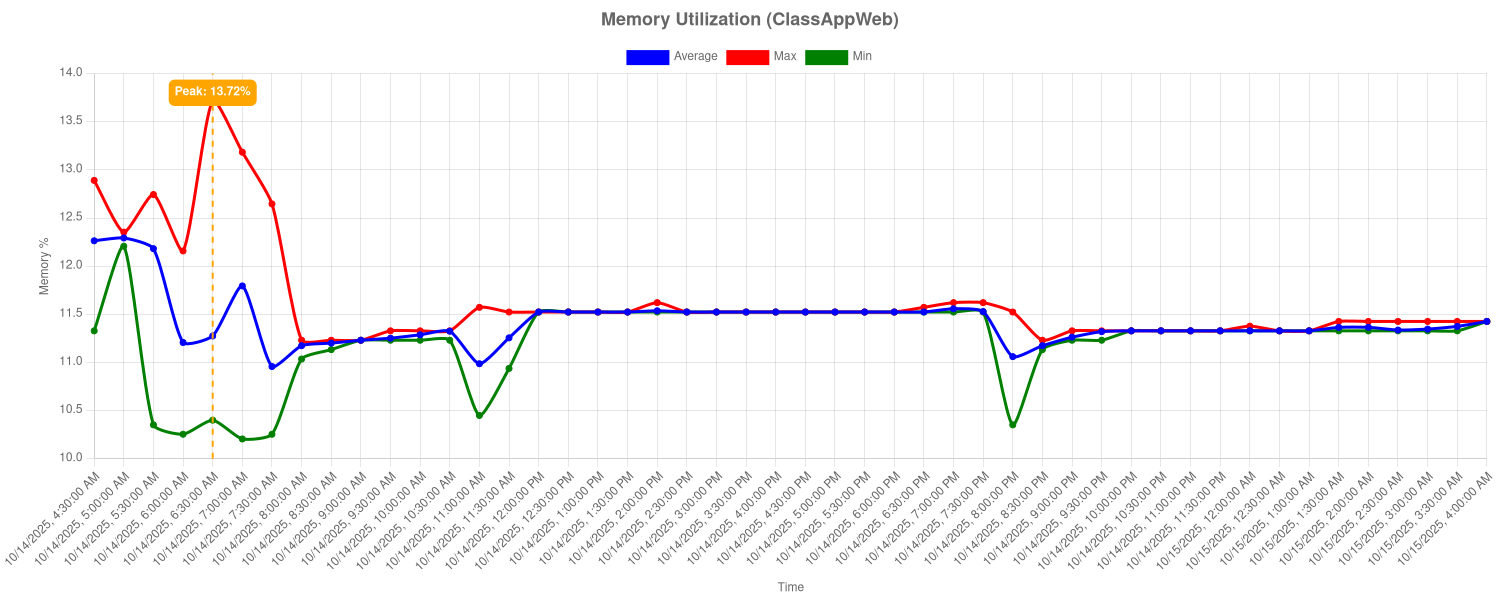 Memory Utilization (ClassAppWeb)
Average Max Min
Peak: 13.72%
14.0
13.5
13.0
12.5
12.0
11.5
11.0
10.5
10.0
Memory %
10/14/2025, 4:30:00 AM
10/14/2025, 5:00:00 AM
10/14/2025, 5:30:00 AM
10/14/2025, 6:00:00 AM
10/14/2025, 6:30:00 AM
10/14/2025, 7:00:00 AM
10/14/2025, 7:30:00 AM
10/14/2025, 8:00:00 AM
10/14/2025, 8:30:00 AM
10/14/2025, 9:00:00 AM
10/14/2025, 9:30:00 AM
10/14/2025, 10:00:00 AM
10/14/2025, 10:30:00 AM
10/14/2025, 11:00:00 AM
10/14/2025, 11:30:00 AM
10/14/2025, 12:00:00 PM
10/14/2025, 12:30:00 PM
10/14/2025, 1:00:00 PM
10/14/2025, 1:30:00 PM
10/14/2025, 2:00:00 PM
10/14/2025, 2:30:00 PM
10/14/2025, 3:00:00 PM
10/14/2025, 3:30:00 PM
10/14/2025, 4:00:00 PM
10/14/2025, 4:30:00 PM
10/14/2025, 5:00:00 PM
10/14/2025, 5:30:00 PM
10/14/2025, 6:00:00 PM
10/14/2025, 6:30:00 PM
10/14/2025, 7:00:00 PM
10/14/2025, 7:30:00 PM
10/14/2025, 8:00:00 PM
10/14/2025, 8:30:00 PM
10/14/2025, 9:00:00 PM
10/14/2025, 9:30:00 PM
10/14/2025, 10:00:00 PM
10/14/2025, 10:30:00 PM
10/14/2025, 11:00:00 PM
10/14/2025, 11:30:00 PM
10/15/2025, 12:00:00 AM
10/15/2025, 12:30:00 AM
10/15/2025, 1:00:00 AM
10/15/2025, 1:30:00 AM
10/15/2025, 2:00:00 AM
10/15/2025, 2:30:00 AM
10/15/2025, 3:00:00 AM
10/15/2025, 3:30:00 AM
10/15/2025, 4:00:00 AM
Time